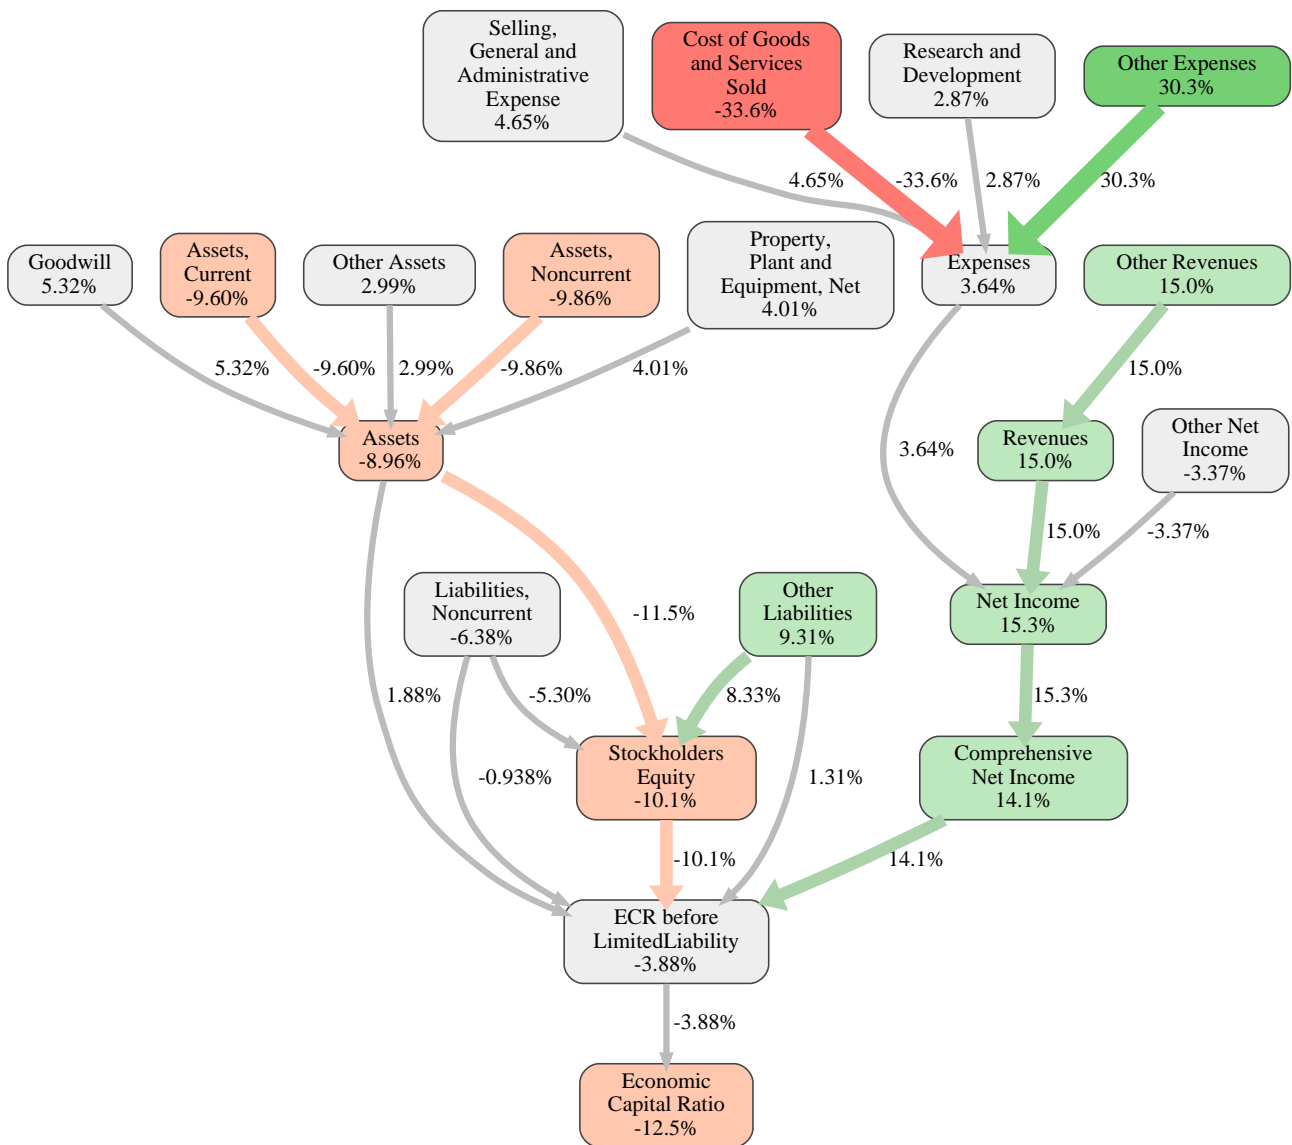 Selling,
General and
Administrative
Expense
4.65%
Cost of Goods
and Services
Sold
-33.6%
Research and
Development
2.87%
Other Expenses
30.3%
4.65%
-33.6%
2.87%
30.3%
Goodwill
5.32%
Assets,
Current
-9.60%
Other Assets
2.99%
Assets,
Noncurrent
-9.86%
Property,
Plant and
Equipment, Net
4.01%
Expenses
3.64%
Other Revenues
15.0%
5.32%
-9.60%
2.99%
-9.86%
4.01%
15.0%
Assets
-8.96%
3.64%
Revenues
15.0%
Other Net
Income
-3.37%
15.0%
-3.37%
Liabilities,
Noncurrent
-6.38%
-11.5%
Other
Liabilities
9.31%
Net Income
15.3%
1.88%
-5.30%
8.33%
15.3%
-0.938%
Stockholders
Equity
-10.1%
1.31%
Comprehensive
Net Income
14.1%
-10.1%
14.1%
ECR before
LimitedLiability
-3.88%
-3.88%
Economic
Capital Ratio
-12.5%